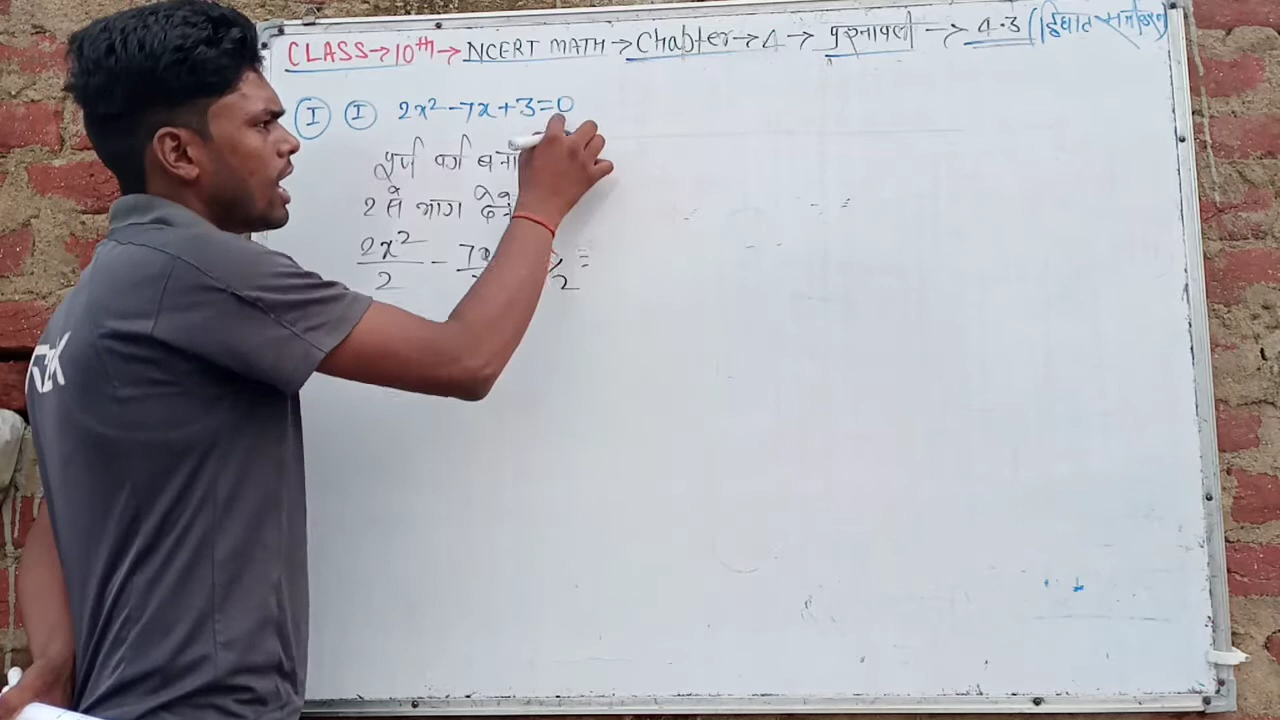 CLASS→10th→NCERT MATH→Chapter→4→प्रश्नावली→4.3 (द्विघात समीकरण)
(I) (I) 2x²-7x+3=0
पूर्ण वर्ग बना
2 से भाग देने
2x²/2 - 7x 2 =